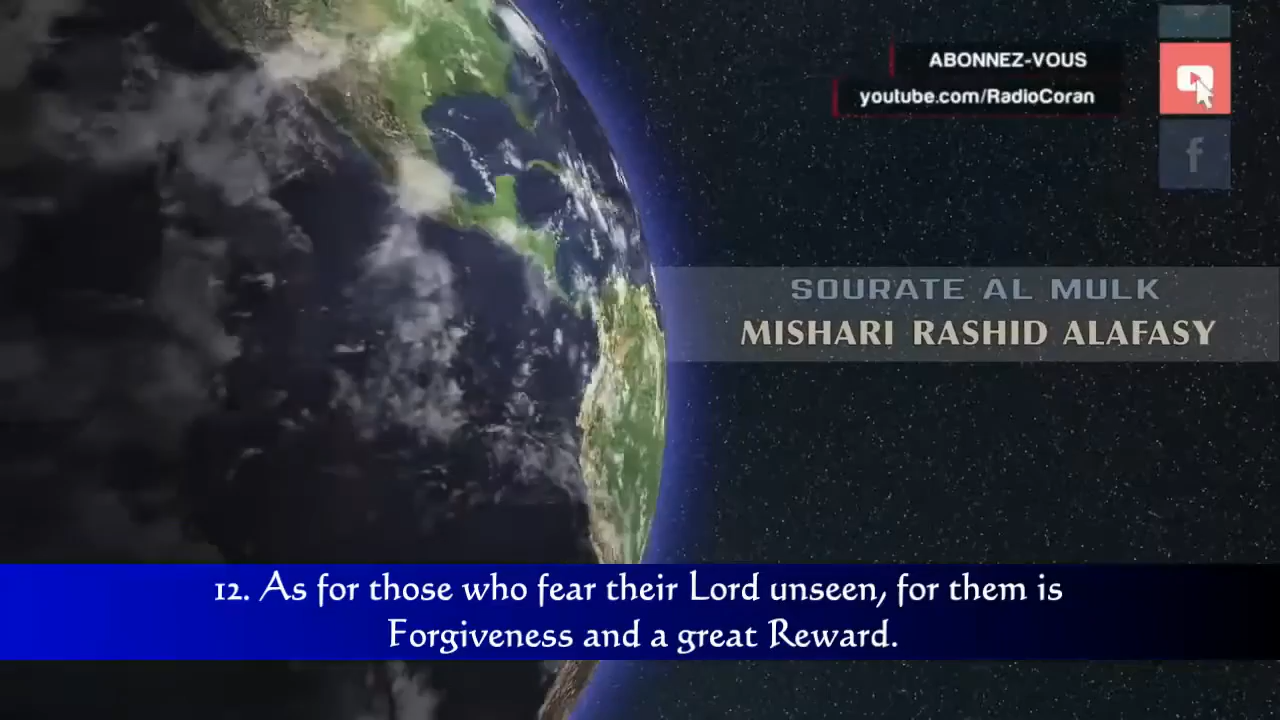 ABONNEZ-VOUS
youtube.com/RadioCoran
f
SOURATE AL MULK
MISHARI RASHID ALAFASY
12. As for those who fear their Lord unseen, for them is
Forgiveness and a great Reward.